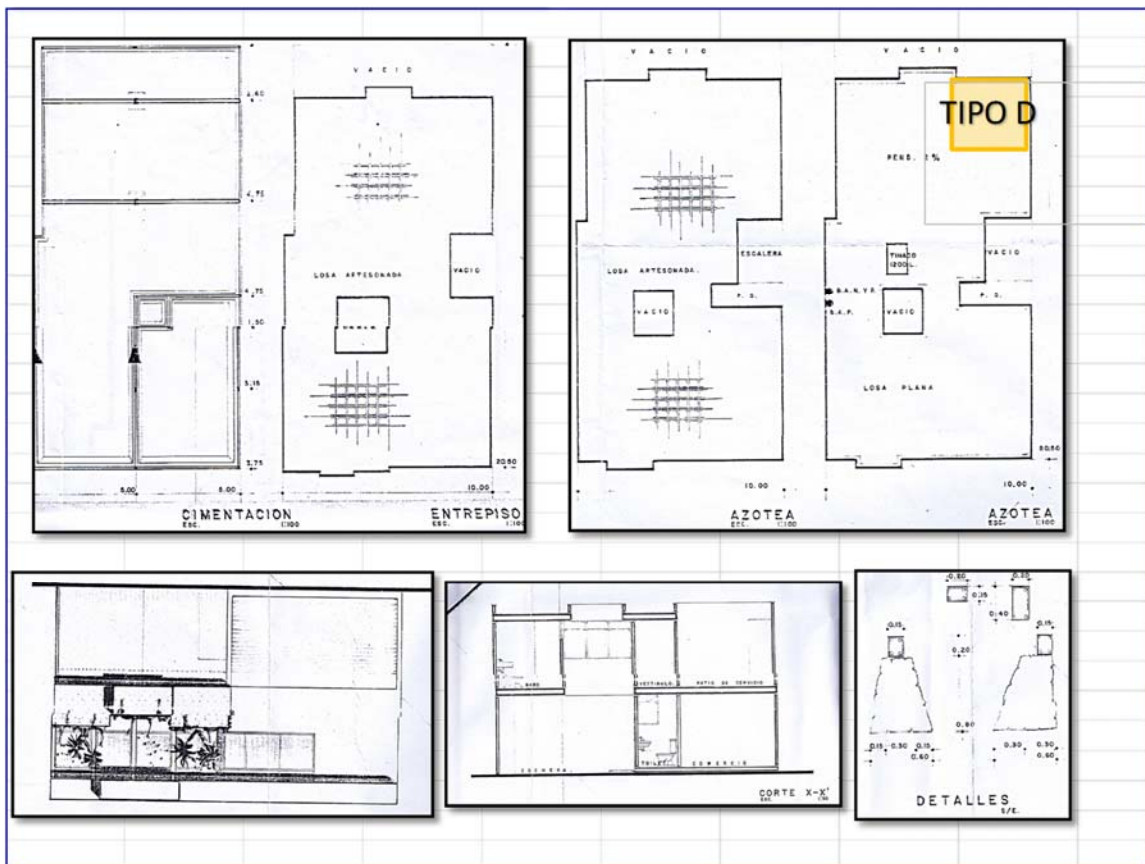 VACIO
2.60
4.75
LOSA ARTESONADA
VACIO
4.75
1.50
3.15
3.75
20.50
5.00
5.00
10.00
CIMENTACION
ESC. 1:100
ENTREPISO
ESC. 1:100
VACIO
VACIO
TIPO D
PEND. 1%
ESCALERA
LOSA ARTESONADA.
TINACO
1200 L.
VACIO
P. S.
B.A.N.Y.P.
B.A.P.
VACIO
VACIO
LOSA PLANA
20.50
10.00
10.00
AZOTEA
ESC. 1:100
AZOTEA
ESC. 1:100
BAÑO
VESTIBULO
PATIO DE SERVICIO
TOILET
COMERCIO
CORTE X-X'
ESC.
0.20
0.20
0.15
0.40
0.15
0.15
0.20
0.80
0.15 0.30 0.15
0.60
0.30 0.30
0.60
DETALLES
S/E.